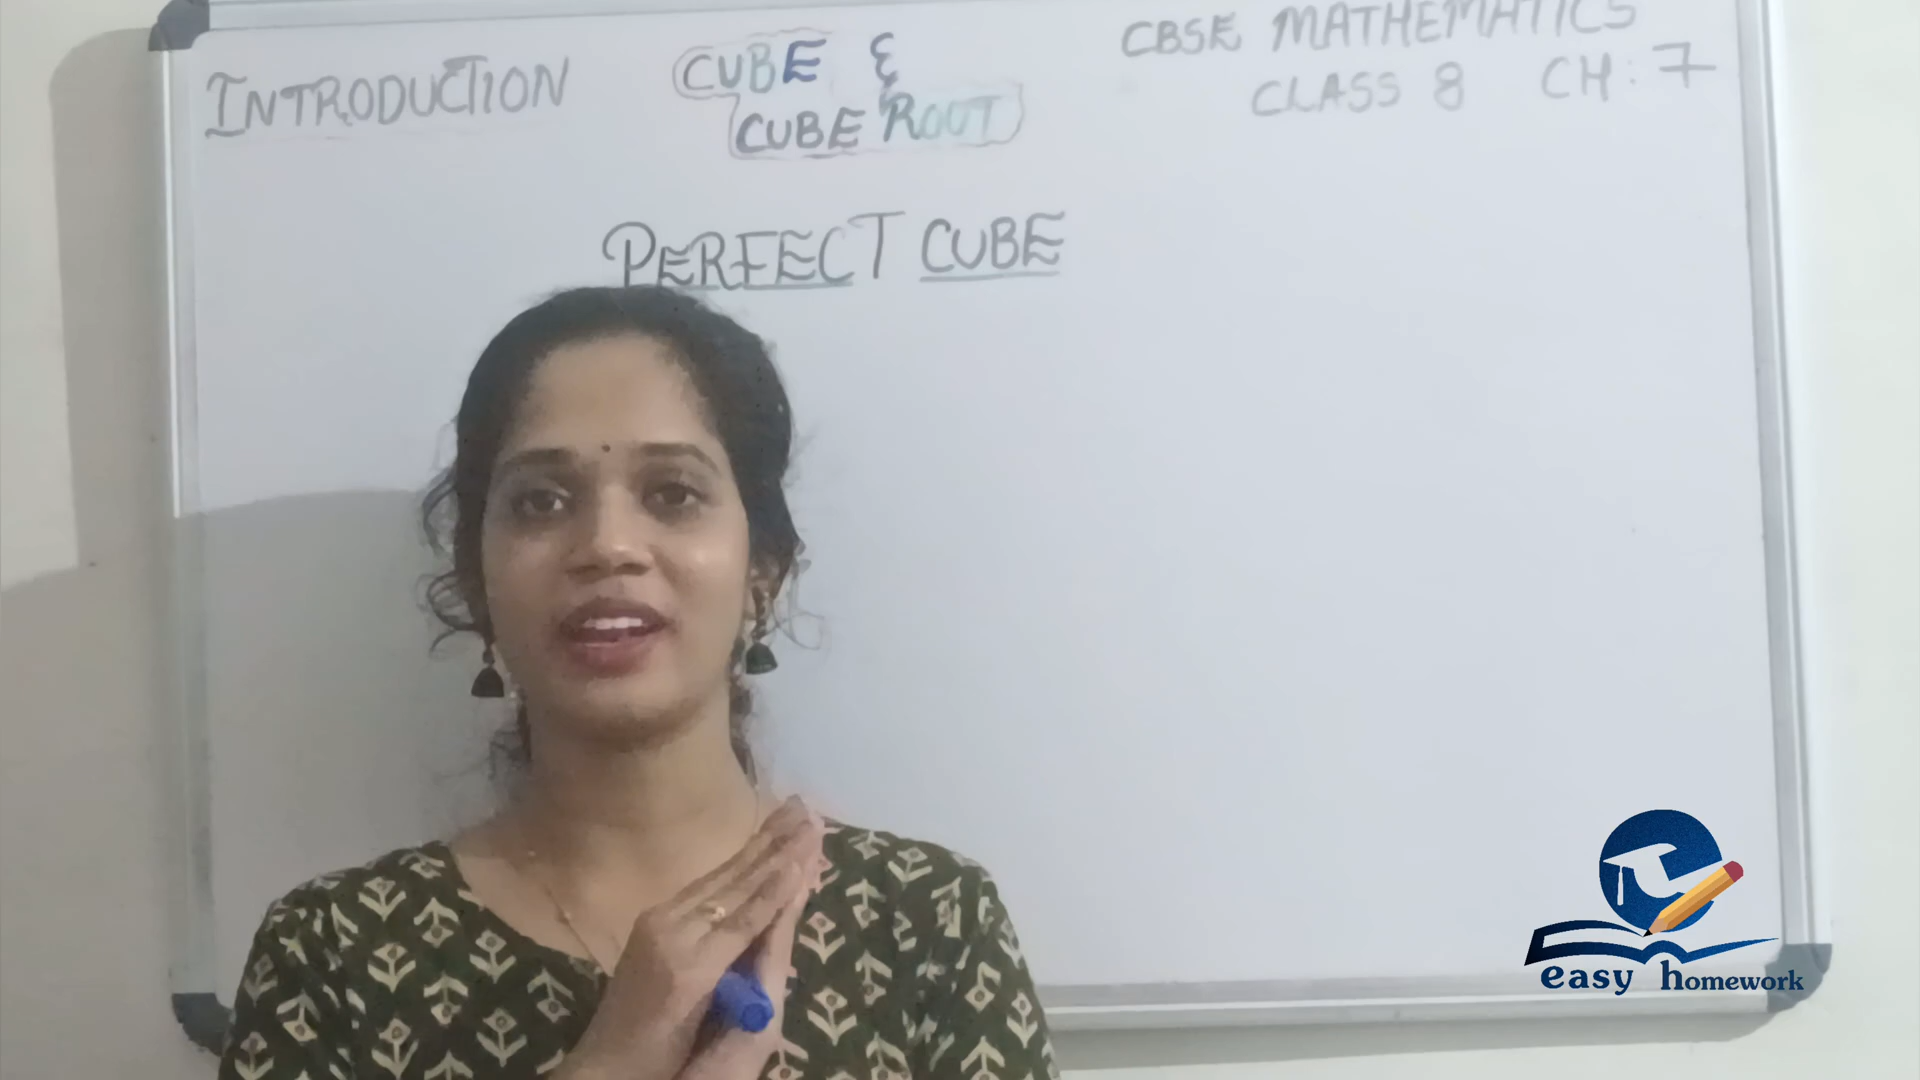 INTRODUCTION
CUBE &
CUBE ROOT
CBSE MATHEMATICS
CLASS 8 CH: 7
PERFECT CUBE
easy homework